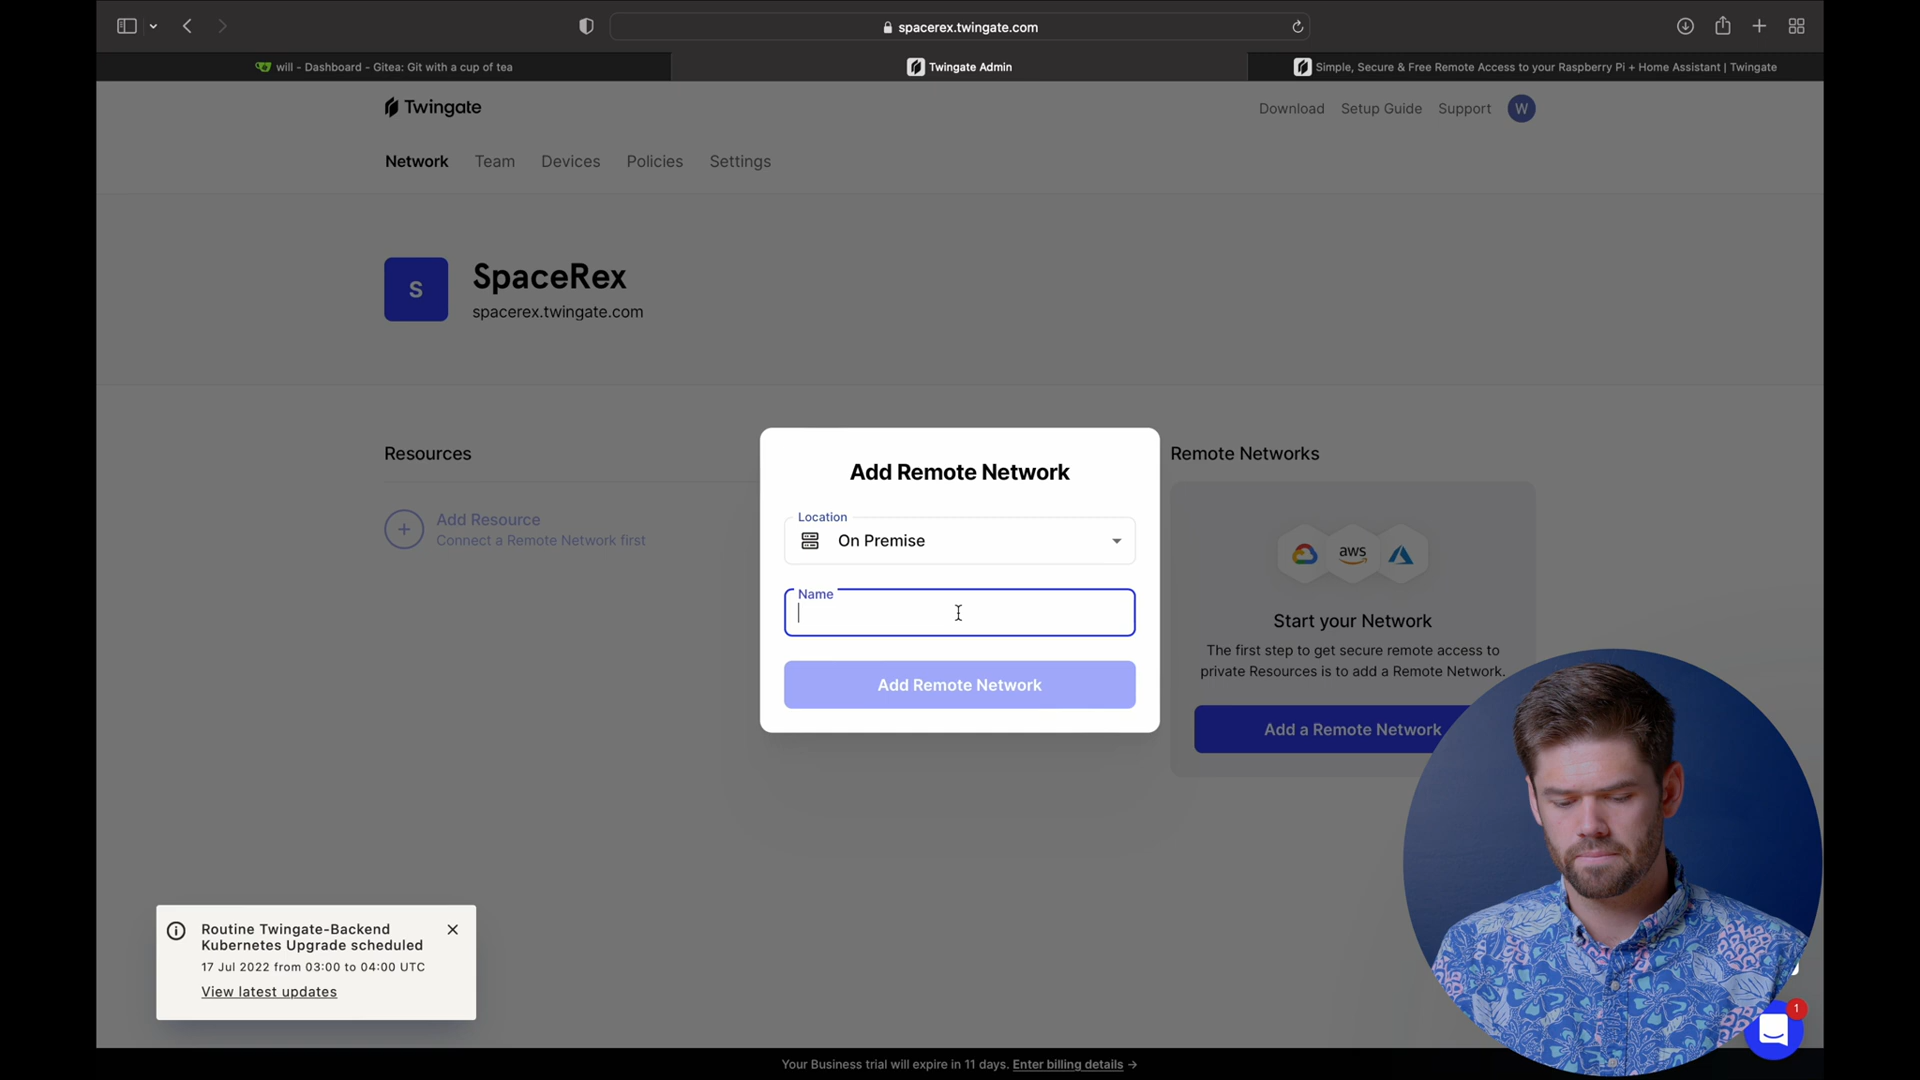 spacerex.twingate.com
will - Dashboard - Gitea: Git with a cup of tea
Twingate Admin
Simple, Secure & Free Remote Access to your Raspberry Pi + Home Assistant | Twingate
Twingate
Download Setup Guide Support W
Network Team Devices Policies Settings
S
SpaceRex
spacerex.twingate.com
Resources
Add Resource
Connect a Remote Network first
Add Remote Network
Location
On Premise
Name
Add Remote Network
Remote Networks
aws
Start your Network
The first step to get secure remote access to
private Resources is to add a Remote Network.
Add a Remote Network
Routine Twingate-Backend
Kubernetes Upgrade scheduled
17 Jul 2022 from 03:00 to 04:00 UTC
View latest updates
1
Your Business trial will expire in 11 days. Enter billing details →